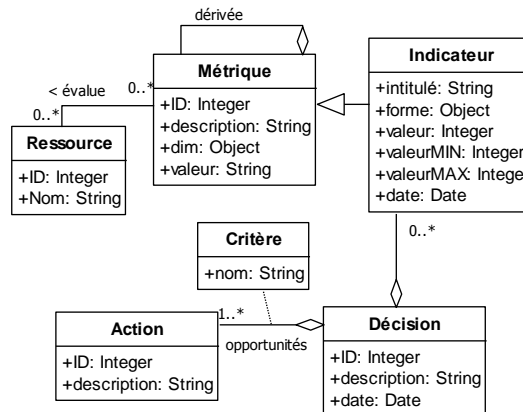 dérivée
Métrique
+ID: Integer
+description: String
+dim: Object
+valeur: String
Indicateur
+intitulé: String
+forme: Object
+valeur: Integer
+valeurMIN: Integer
+valeurMAX: Intege
+date: Date
< évalue
0..*
0..*
Ressource
+ID: Integer
+Nom: String
0..*
Critère
+nom: String
Action
+ID: Integer
+description: String
1..*
opportunités
Décision
+ID: Integer
+description: String
+date: Date